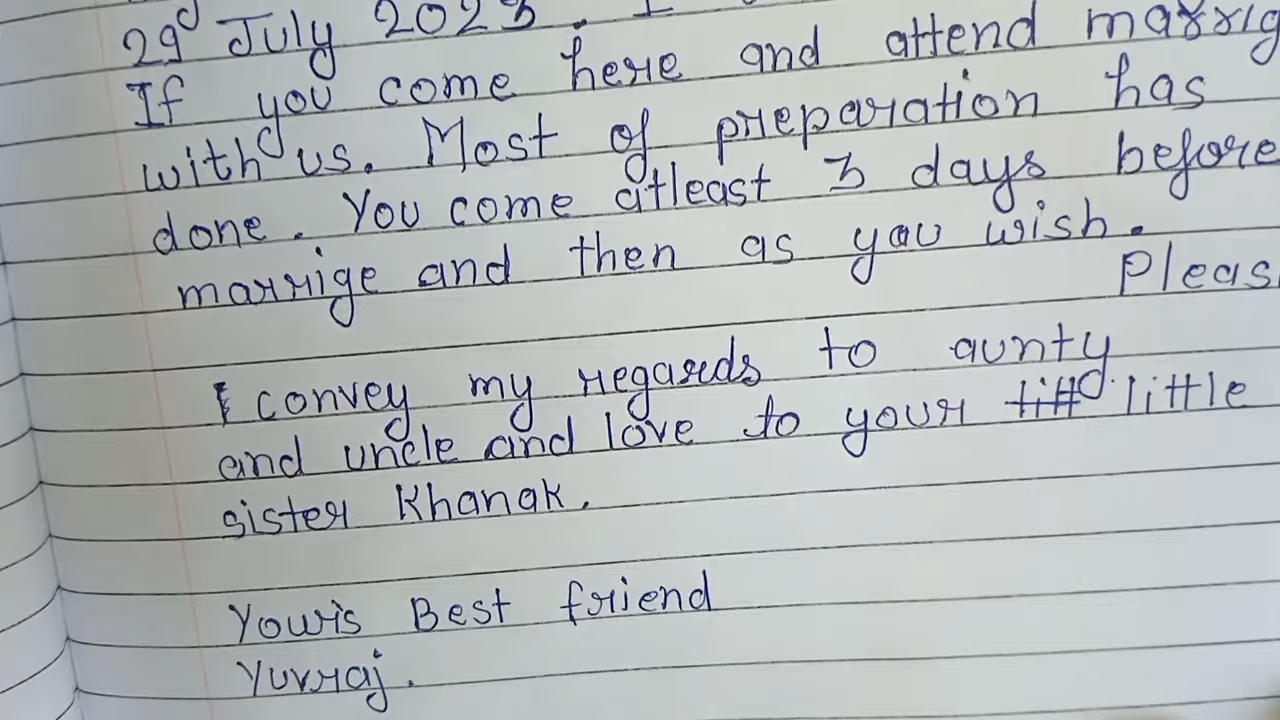 29 July 2023.
If you come here and attend marrig
with us. Most of preparation has
done. You come atleast 3 days before
marrige and then as you wish.
Pleas
I convey my regards to aunty
and uncle and love to your little
sister Khanak.
Your's Best friend
Yuvraj.